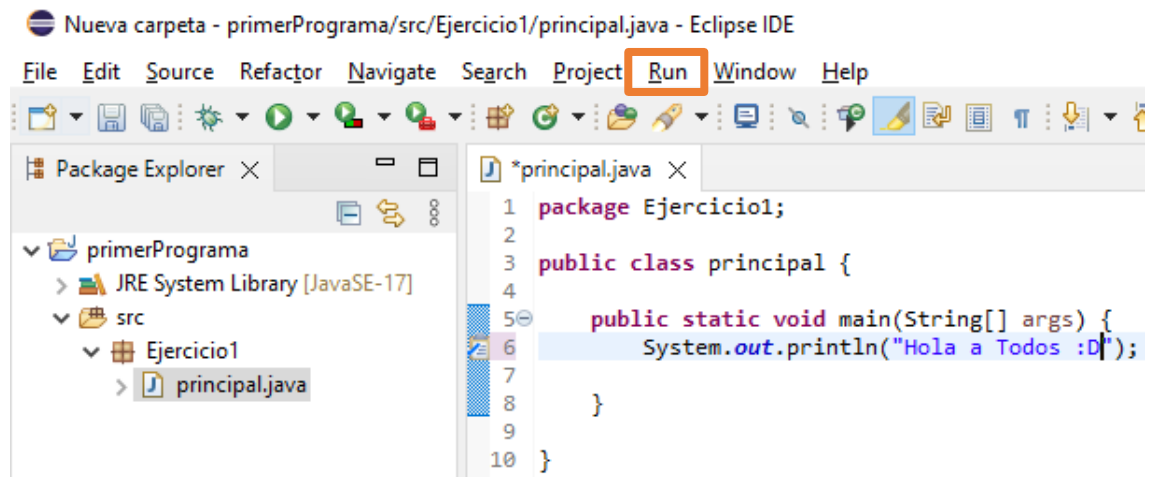 Nueva carpeta - primerPrograma/src/Ejercicio1/principal.java - Eclipse IDE
File Edit Source Refactor Navigate Search Project Run Window Help
Package Explorer
primerPrograma
JRE System Library [JavaSE-17]
src
Ejercicio1
principal.java
*principal.java
1 package Ejercicio1;
2
3 public class principal {
4
5 public static void main(String[] args) {
6 System.out.println("Hola a Todos :D");
7
8 }
9
10 }